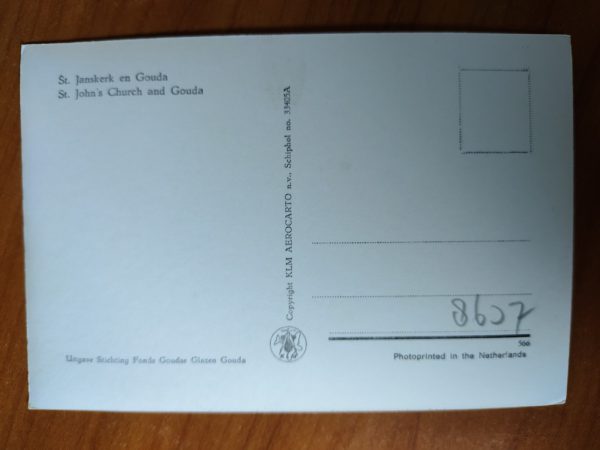 St. Janskerk en Gouda
St. John's Church and Gouda
Copyright KLM AEROCARTO n.v., Schiphol no. 33405A
8607
566
Uitgave Stichting Fonds Goudse Glazen Gouda
Photoprinted in the Netherlands